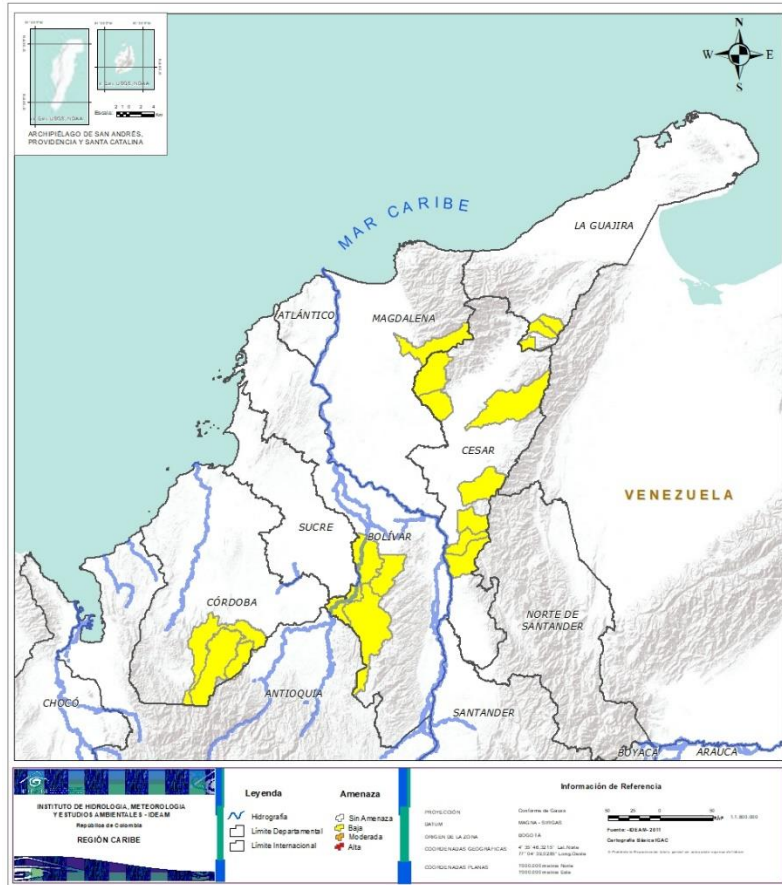 ARCHIPIÉLAGO DE SAN ANDRÉS,
PROVIDENCIA Y SANTA CATALINA
N
W
E
S
MAR CARIBE
LA GUAJIRA
ATLÁNTICO
MAGDALENA
CESAR
VENEZUELA
SUCRE
BOLÍVAR
CÓRDOBA
NORTE DE
SANTANDER
ANTIOQUIA
CHOCÓ
SANTANDER
BOYACÁ
ARAUCA
INSTITUTO DE HIDROLOGIA, METEOROLOGIA
Y ESTUDIOS AMBIENTALES - IDEAM
República de Colombia
REGIÓN CARIBE
Leyenda
Hidrografía
Límite Departamental
Límite Internacional
Amenaza
Sin Amenaza
Baja
Moderada
Alta
Información de Referencia
PROYECCIÓN
DATUM
MAGNA - SIRGAS
ORIGEN DE LA ZONA
BOGOTÁ
COORDENADAS GEOGRÁFICAS
COORDENADAS PLANAS
Fuente: -IDEAM- 2011
Cartografía Básica IGAC